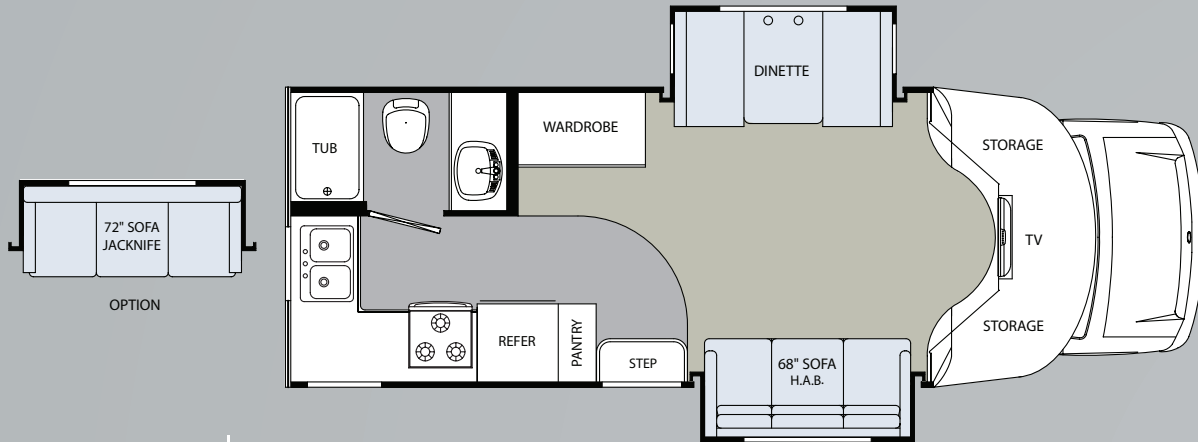 DINETTE
WARDROBE
TUB
STORAGE
72" SOFA
JACKNIFE
TV
OPTION
STORAGE
REFER
PANTRY
STEP
68" SOFA
H.A.B.